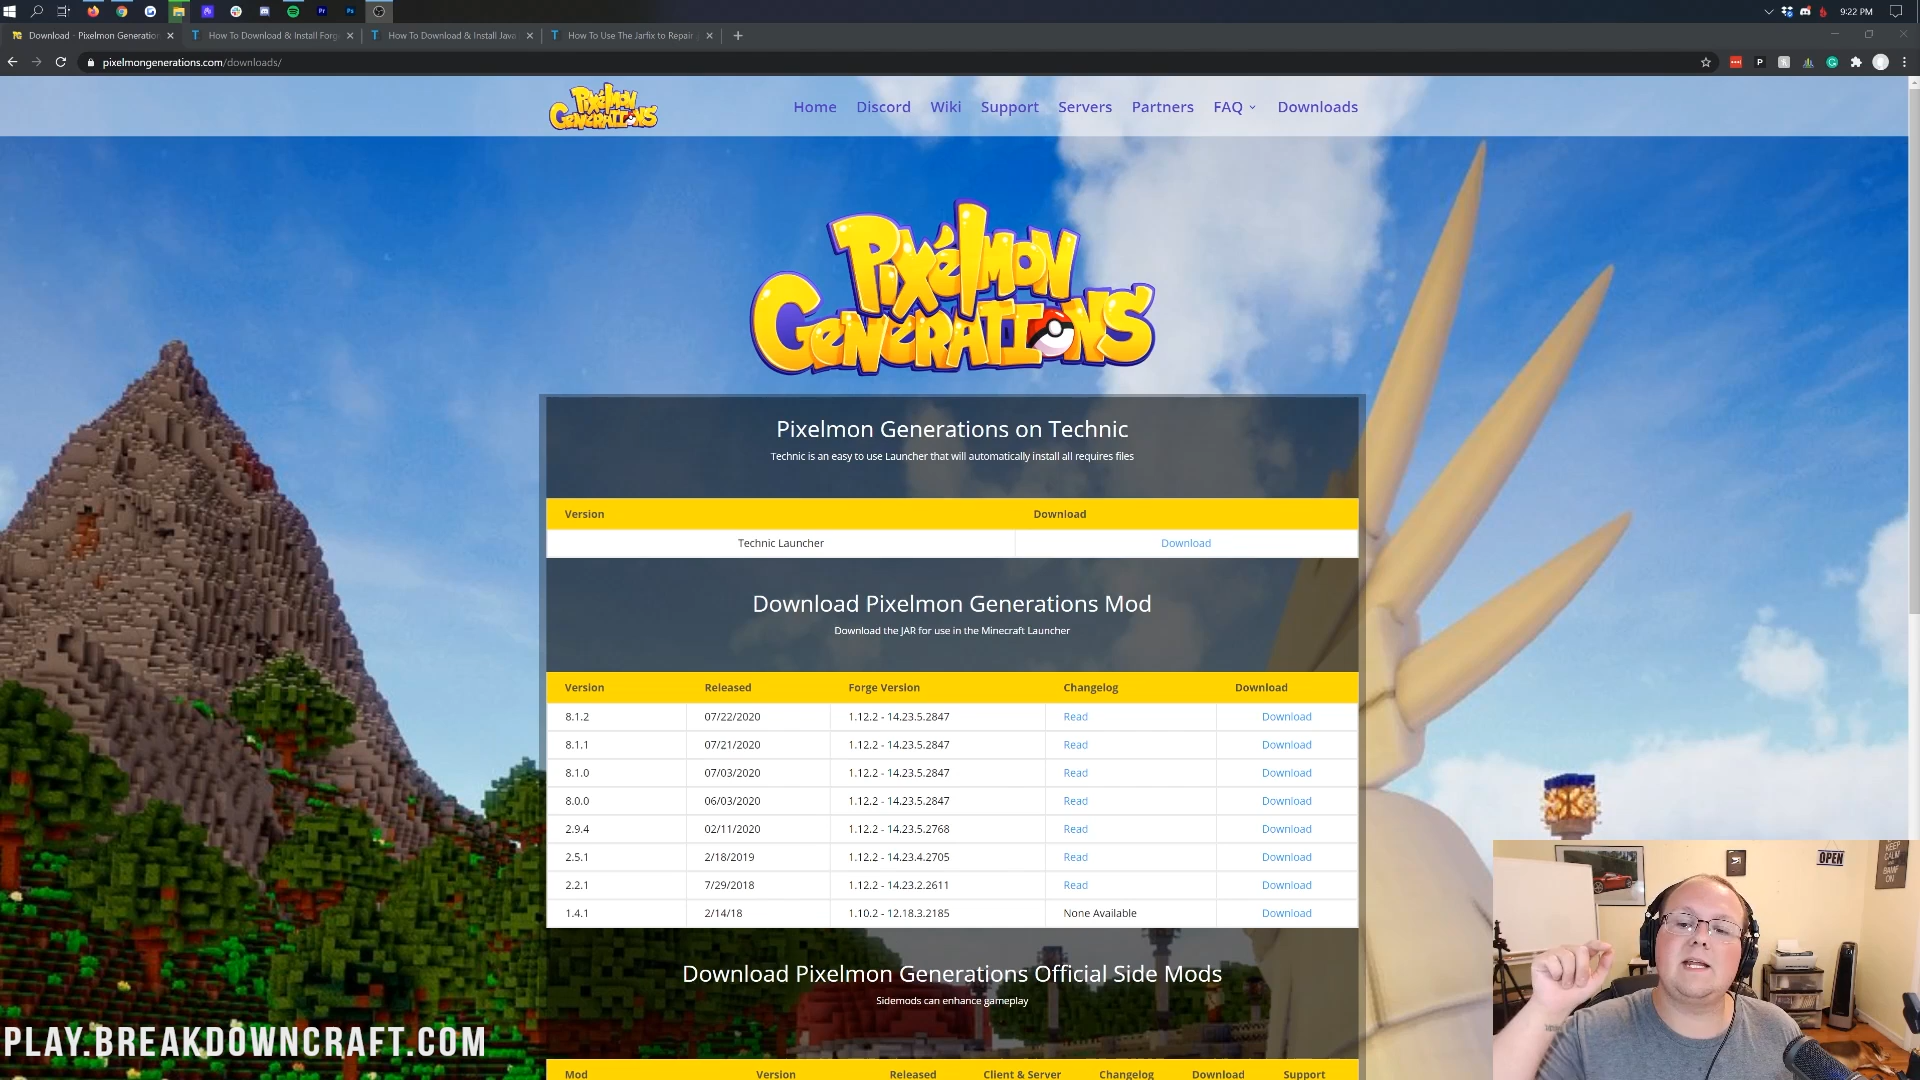 9:22 PM
Download - Pixelmon Generatio
How To Download & Install Forg
How To Download & Install Java
How To Use The Jarfix to Repair
pixelmongenerations.com/downloads/
Pixelmon
Generations
Home
Discord
Wiki
Support
Servers
Partners
FAQ
Downloads
Pixélmon
Generations
Pixelmon Generations on Technic
Technic is an easy to use Launcher that will automatically install all requires files
Version Download
Technic Launcher Download
Download Pixelmon Generations Mod
Download the JAR for use in the Minecraft Launcher
Version Released Forge Version Changelog Download
8.1.2 07/22/2020 1.12.2 - 14.23.5.2847 Read Download
8.1.1 07/21/2020 1.12.2 - 14.23.5.2847 Read Download
8.1.0 07/03/2020 1.12.2 - 14.23.5.2847 Read Download
8.0.0 06/03/2020 1.12.2 - 14.23.5.2847 Read Download
2.9.4 02/11/2020 1.12.2 - 14.23.5.2768 Read Download
2.5.1 2/18/2019 1.12.2 - 14.23.4.2705 Read Download
2.2.1 7/29/2018 1.12.2 - 14.23.2.2611 Read Download
1.4.1 2/14/18 1.10.2 - 12.18.3.2185 None Available Download
Download Pixelmon Generations Official Side Mods
Sidemods can enhance gameplay
Mod Version Released Client & Server Changelog Download Support
PLAY.BREAKDOWNCRAFT.COM
OPEN
KEEP
CALM
AND
ON